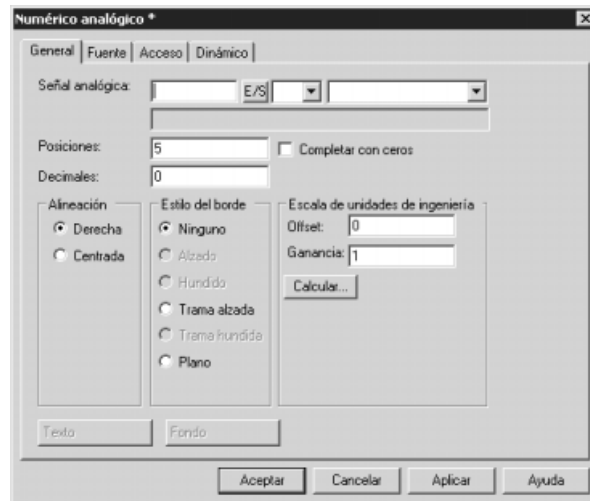 Numérico analógico *
General Fuente Acceso Dinámico
Señal analógica: E/S
Posiciones: 5 Completar con ceros
Decimales: 0
Alineación Estilo del borde Escala de unidades de ingeniería
Derecha Ninguno Offset: 0
Centrada Alzado Ganancia: 1
Hundido Calcular...
Trama alzada
Trama hundida
Plano
Texto Fondo
Aceptar Cancelar Aplicar Ayuda